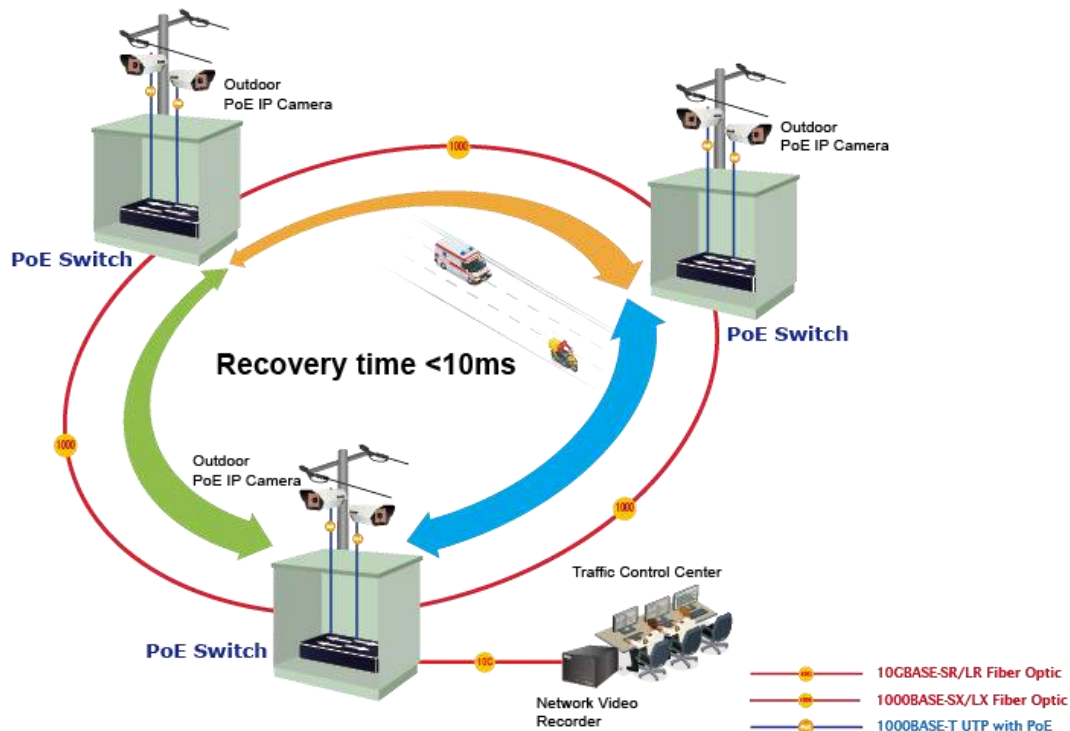 Outdoor
PoE IP Camera
Outdoor
PoE IP Camera
1000
PoE Switch
PoE Switch
Recovery time <10ms
1000
Outdoor
PoE IP Camera
1000
Traffic Control Center
PoE Switch
10G
Network Video
Recorder
10GBASE-SR/LR Fiber Optic
1000BASE-SX/LX Fiber Optic
1000BASE-T UTP with PoE